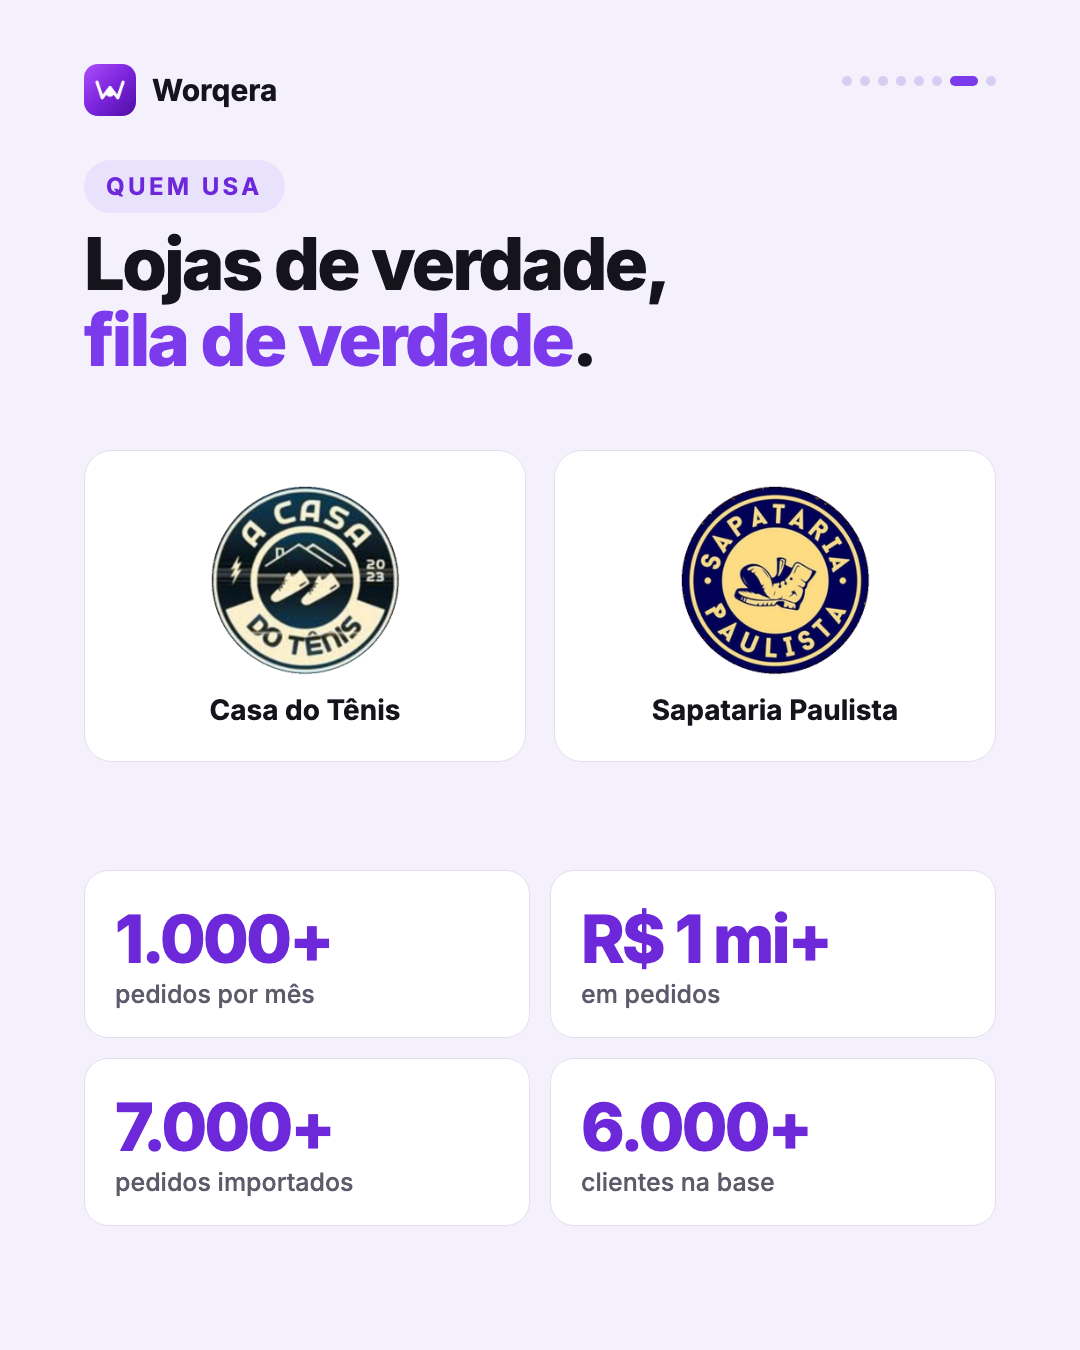 Worqera
QUEM USA
Lojas de verdade,
fila de verdade.
A CASA
20
23
DO TÊNIS
Casa do Tênis
SAPATARIA
PAULISTA
Sapataria Paulista
1.000+
pedidos por mês
R$ 1 mi+
em pedidos
7.000+
pedidos importados
6.000+
clientes na base